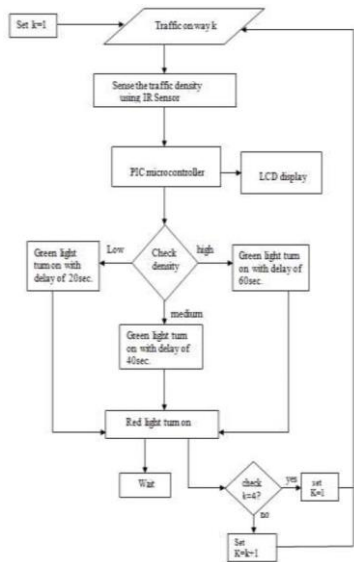 Set k=1
Traffic on way k
Sense the traffic density
using IR Sensor
PIC microcontroller
LCD display
Check
density
Low
high
medium
Green light
turn on with
delay of 20sec.
Green light turn
on with delay of
60sec.
Green light turn
on with delay of
40sec.
Red light turn on
Wait
check
k=4?
yes
set
K=1
no
Set
K=k+1